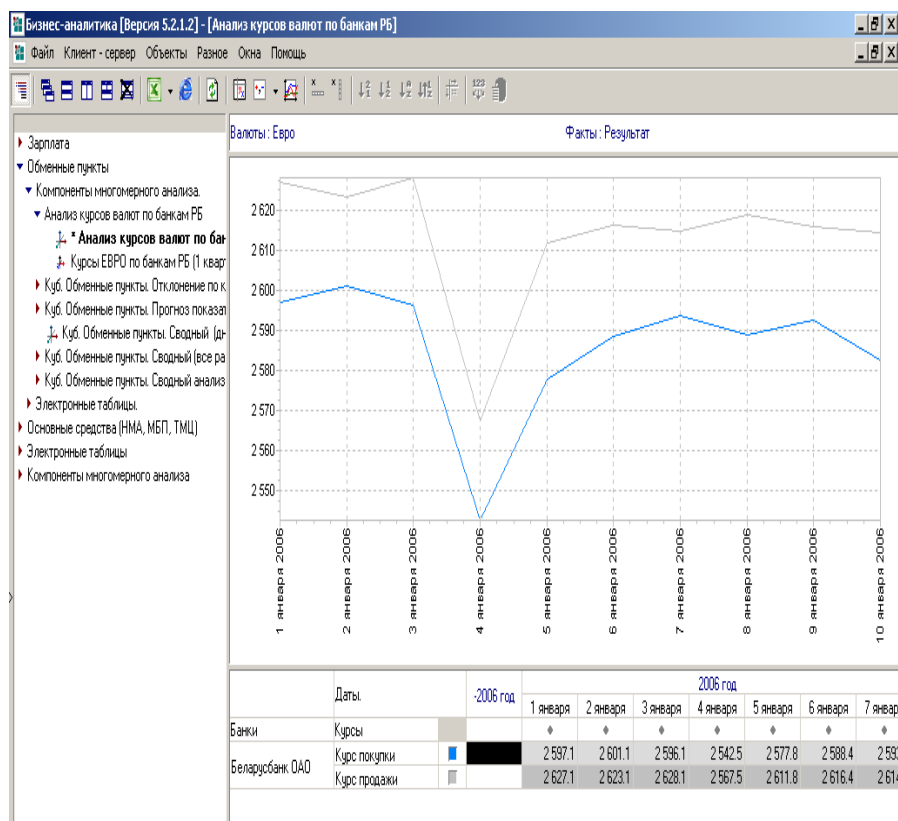 Бизнес-аналитика [Версия 5.2.1.2] - [Анализ курсов валют по банкам РБ]
Файл Клиент - сервер Объекты Разное Окна Помощь
Зарплата
Обменные пункты
Компоненты многомерного анализа.
Анализ курсов валют по банкам РБ
* Анализ курсов валют по бан
Курсы ЕВРО по банкам РБ (1 кварт
Куб. Обменные пункты. Отклонение по к
Куб. Обменные пункты. Прогноз показат
Куб. Обменные пункты. Сводный (дн
Куб. Обменные пункты. Сводный (все ра
Куб. Обменные пункты. Сводный анализ
Электронные таблицы.
Основные средства (НМА, МБП, ТМЦ)
Электронные таблицы
Компоненты многомерного анализа
Валюты : Евро Факты : Результат
2 620
2 610
2 600
2 590
2 580
2 570
2 560
2 550
1 января 2006
2 января 2006
3 января 2006
4 января 2006
5 января 2006
6 января 2006
7 января 2006
8 января 2006
9 января 2006
10 января 2006
Даты. -2006 год 2006 год
1 января 2 января 3 января 4 января 5 января 6 января 7 январ
Банки Курсы
Беларусбанк ОАО
Курс покупки 2 597.1 2 601.1 2 596.1 2 542.5 2 577.8 2 588.4 2 593
Курс продажи 2 627.1 2 623.1 2 628.1 2 567.5 2 611.8 2 616.4 2 614